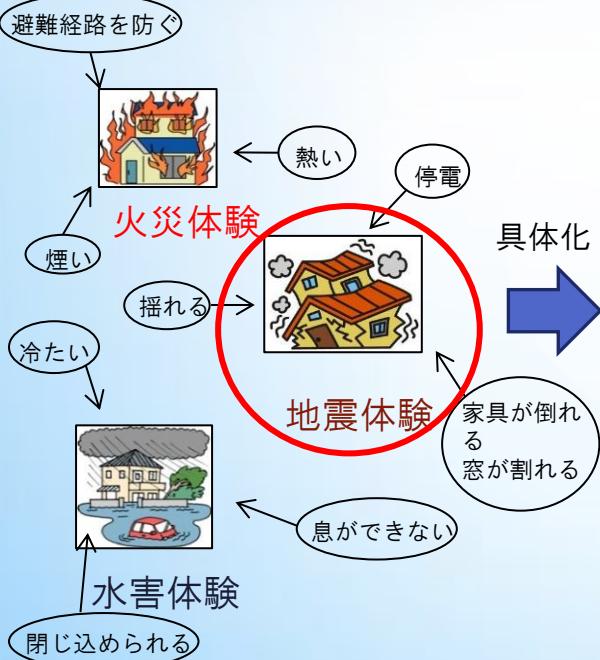 避難経路を防ぐ
熱い
停電
火災体験
煙い
具体化
揺れる
冷たい
地震体験
家具が倒れ
る
窓が割れる
息ができない
水害体験
閉じ込められる